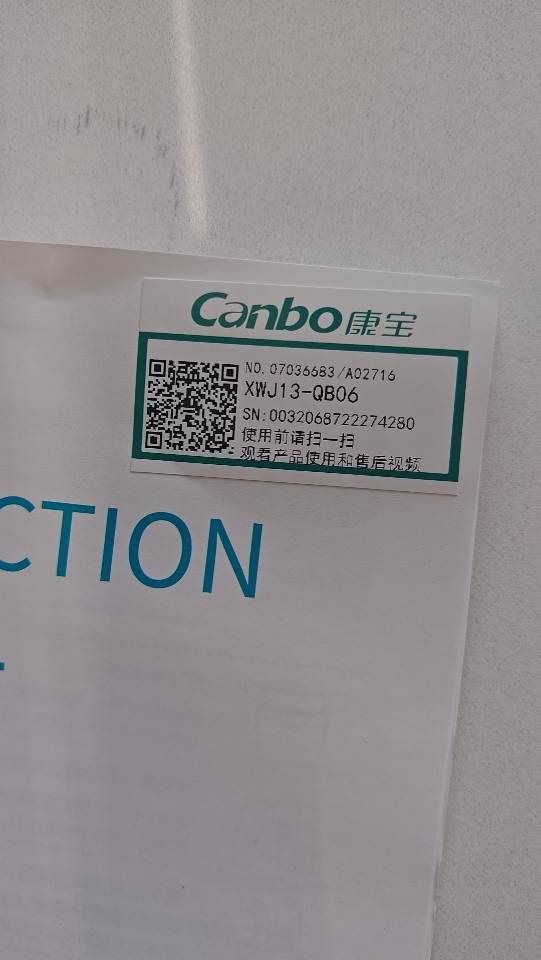 Canbo康宝
NO. 07036683/A02716
XWJ13-QB06
SN:0032068722274280
使用前请扫一扫
观看产品使用和售后视频
CTION